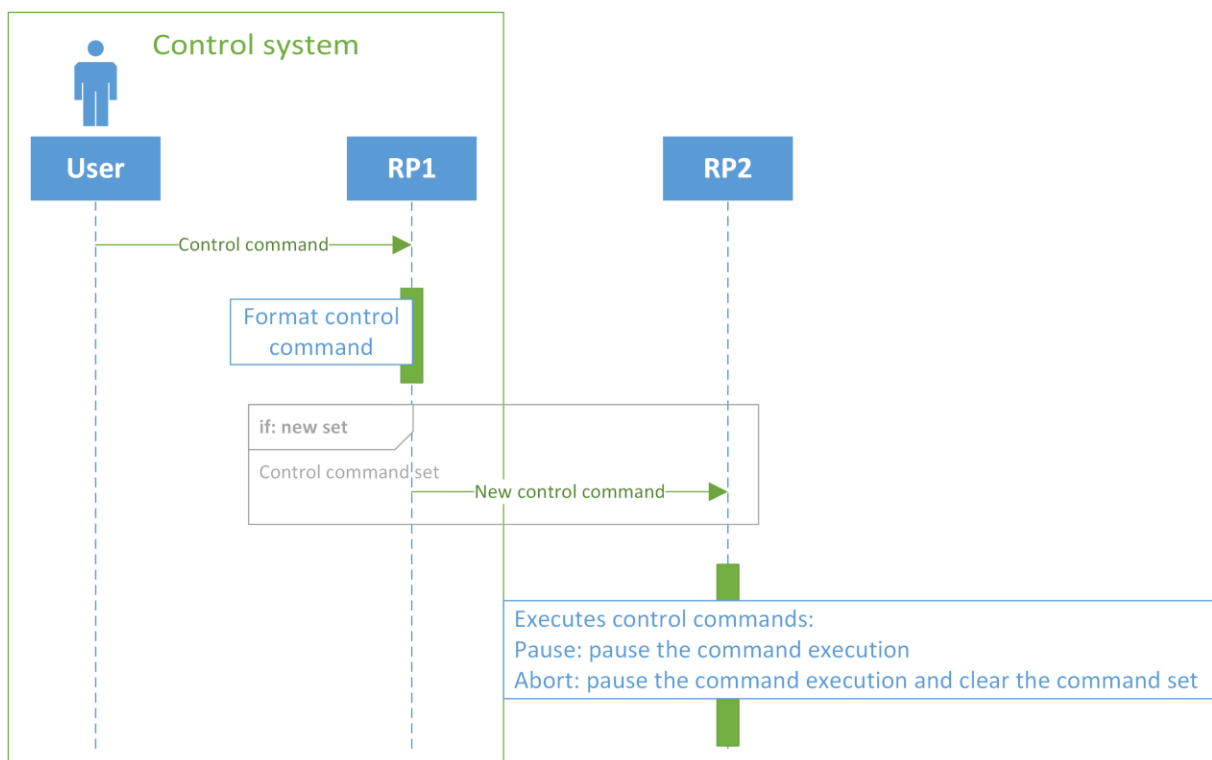 Control system
User
RP1
RP2
Control command
Format control
command
if: new set
Control command set
New control command
Executes control commands:
Pause: pause the command execution
Abort: pause the command execution and clear the command set